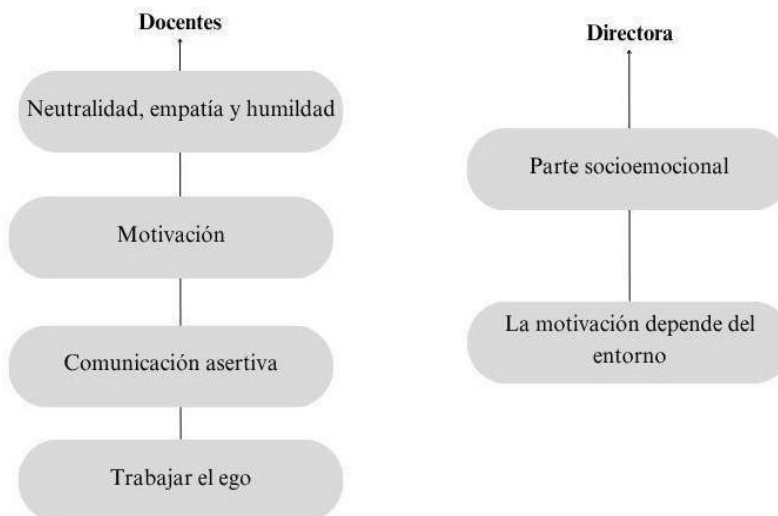 Docentes
Neutralidad, empatía y humildad
Motivación
Comunicación asertiva
Trabajar el ego
Directora
Parte socioemocional
La motivación depende del
entorno